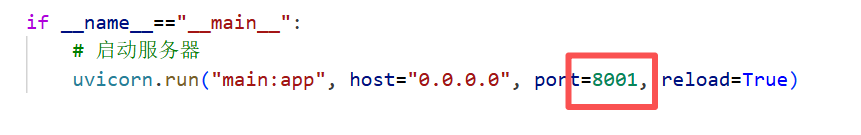 if __name__=="__main__":
# 启动服务器
uvicorn.run("main:app", host="0.0.0.0", port=8001, reload=True)